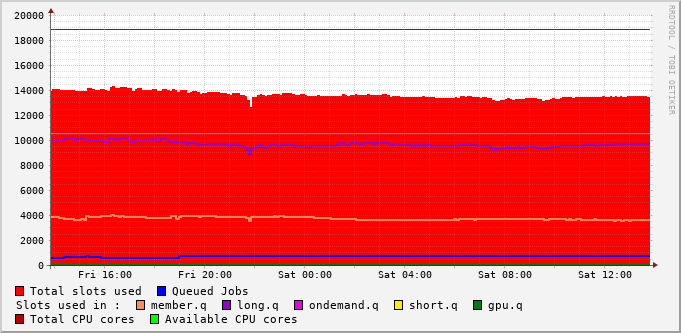 RRDTOOL / TOBI OETIKER
20000
18000
16000
14000
12000
10000
8000
6000
4000
2000
0
Fri 16:00 Fri 20:00 Sat 00:00 Sat 04:00 Sat 08:00 Sat 12:00
Total slots used Queued Jobs
Slots used in : member.q long.q ondemand.q short.q gpu.q
Total CPU cores Available CPU cores